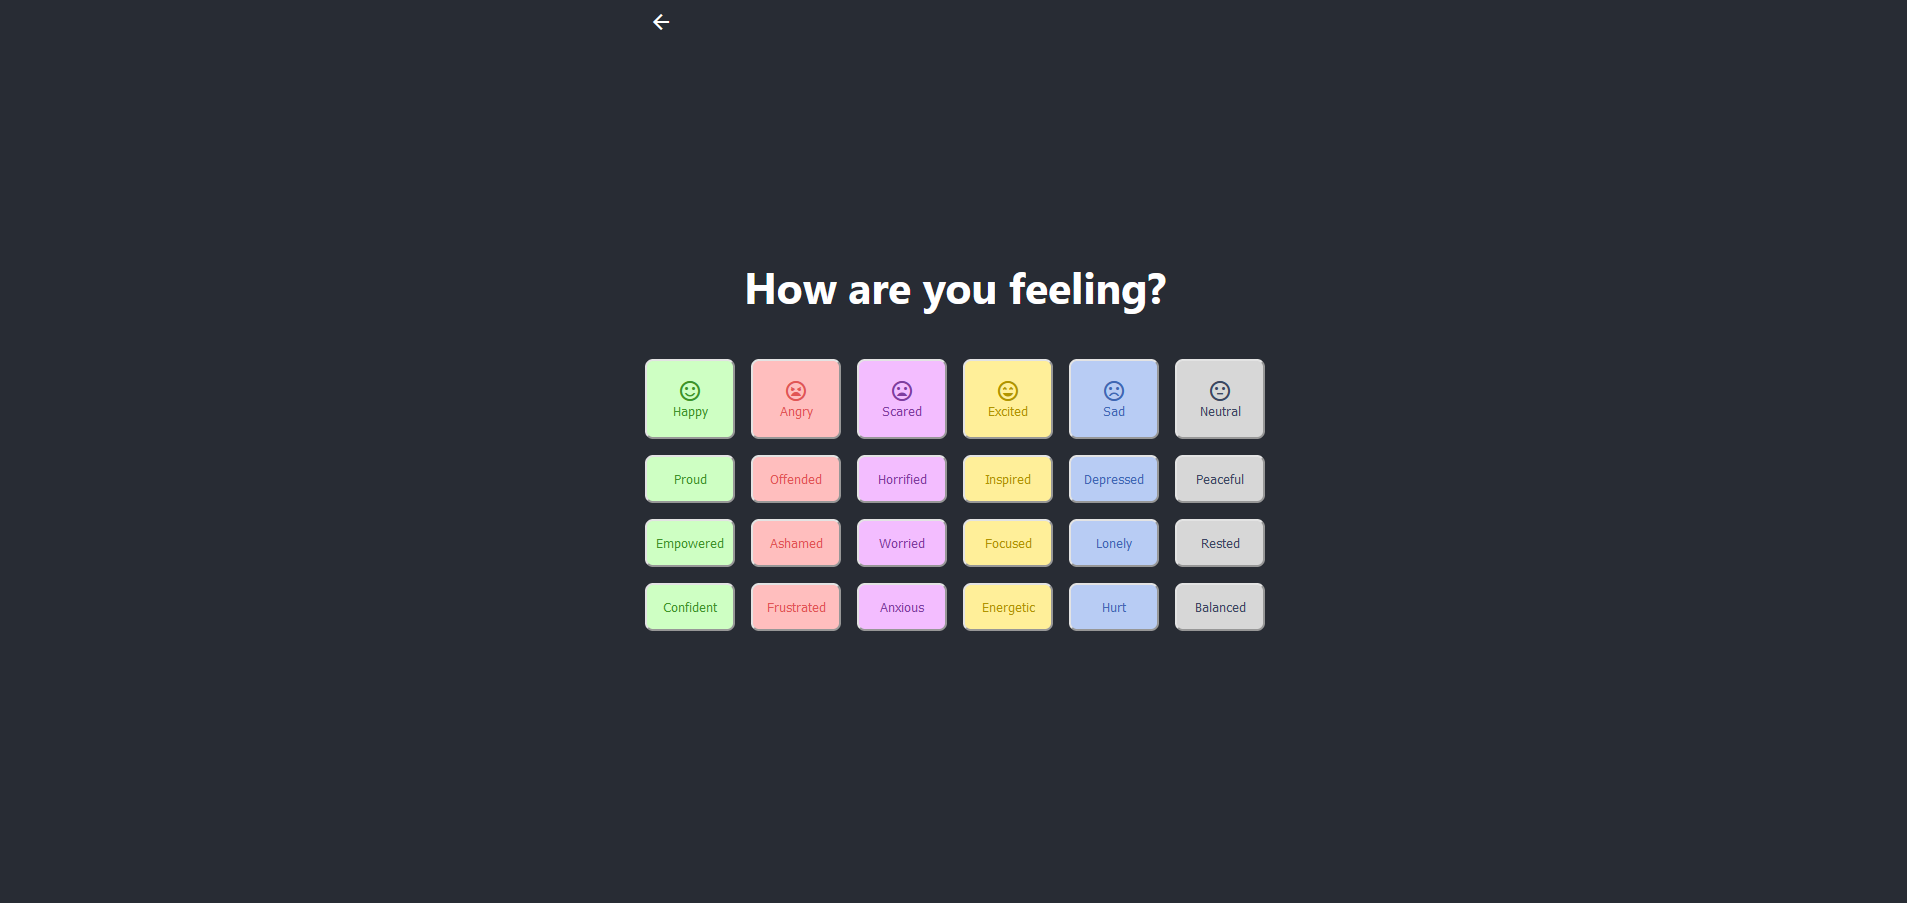 How are you feeling?
Happy Angry Scared Excited Sad Neutral
Proud Offended Horrified Inspired Depressed Peaceful
Empowered Ashamed Worried Focused Lonely Rested
Confident Frustrated Anxious Energetic Hurt Balanced